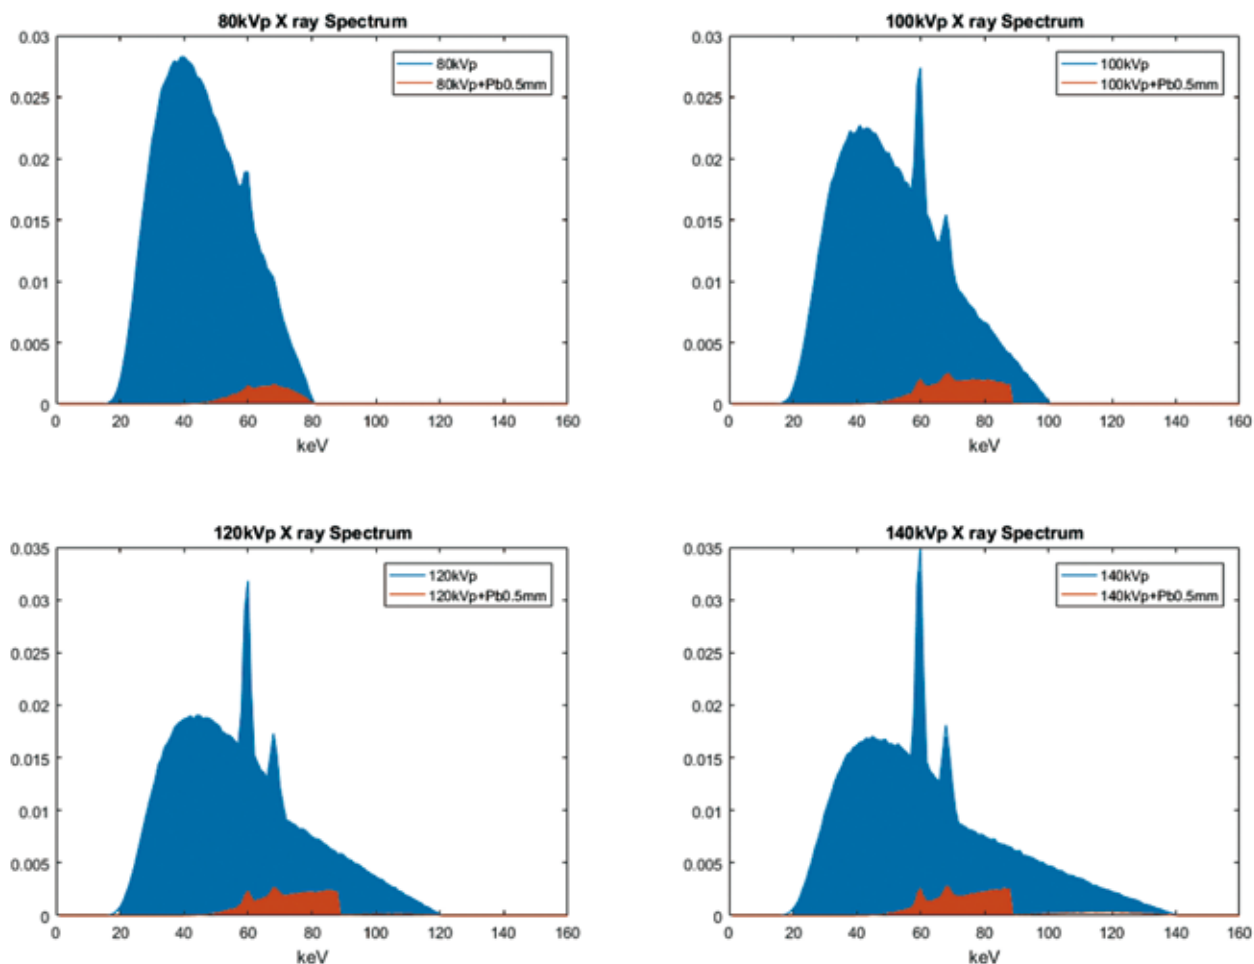 80kVp X ray Spectrum
0.03
0.025
0.02
0.015
0.01
0.005
0
80kVp
80kVp+Pb0.5mm
0 20 40 60 80 100 120 140 160
keV
100kVp X ray Spectrum
0.03
0.025
0.02
0.015
0.01
0.005
0
100kVp
100kVp+Pb0.5mm
0 20 40 60 80 100 120 140 160
keV
120kVp X ray Spectrum
0.035
0.03
0.025
0.02
0.015
0.01
0.005
0
120kVp
120kVp+Pb0.5mm
0 20 40 60 80 100 120 140 160
keV
140kVp X ray Spectrum
0.035
0.03
0.025
0.02
0.015
0.01
0.005
0
140kVp
140kVp+Pb0.5mm
0 20 40 60 80 100 120 140 160
keV